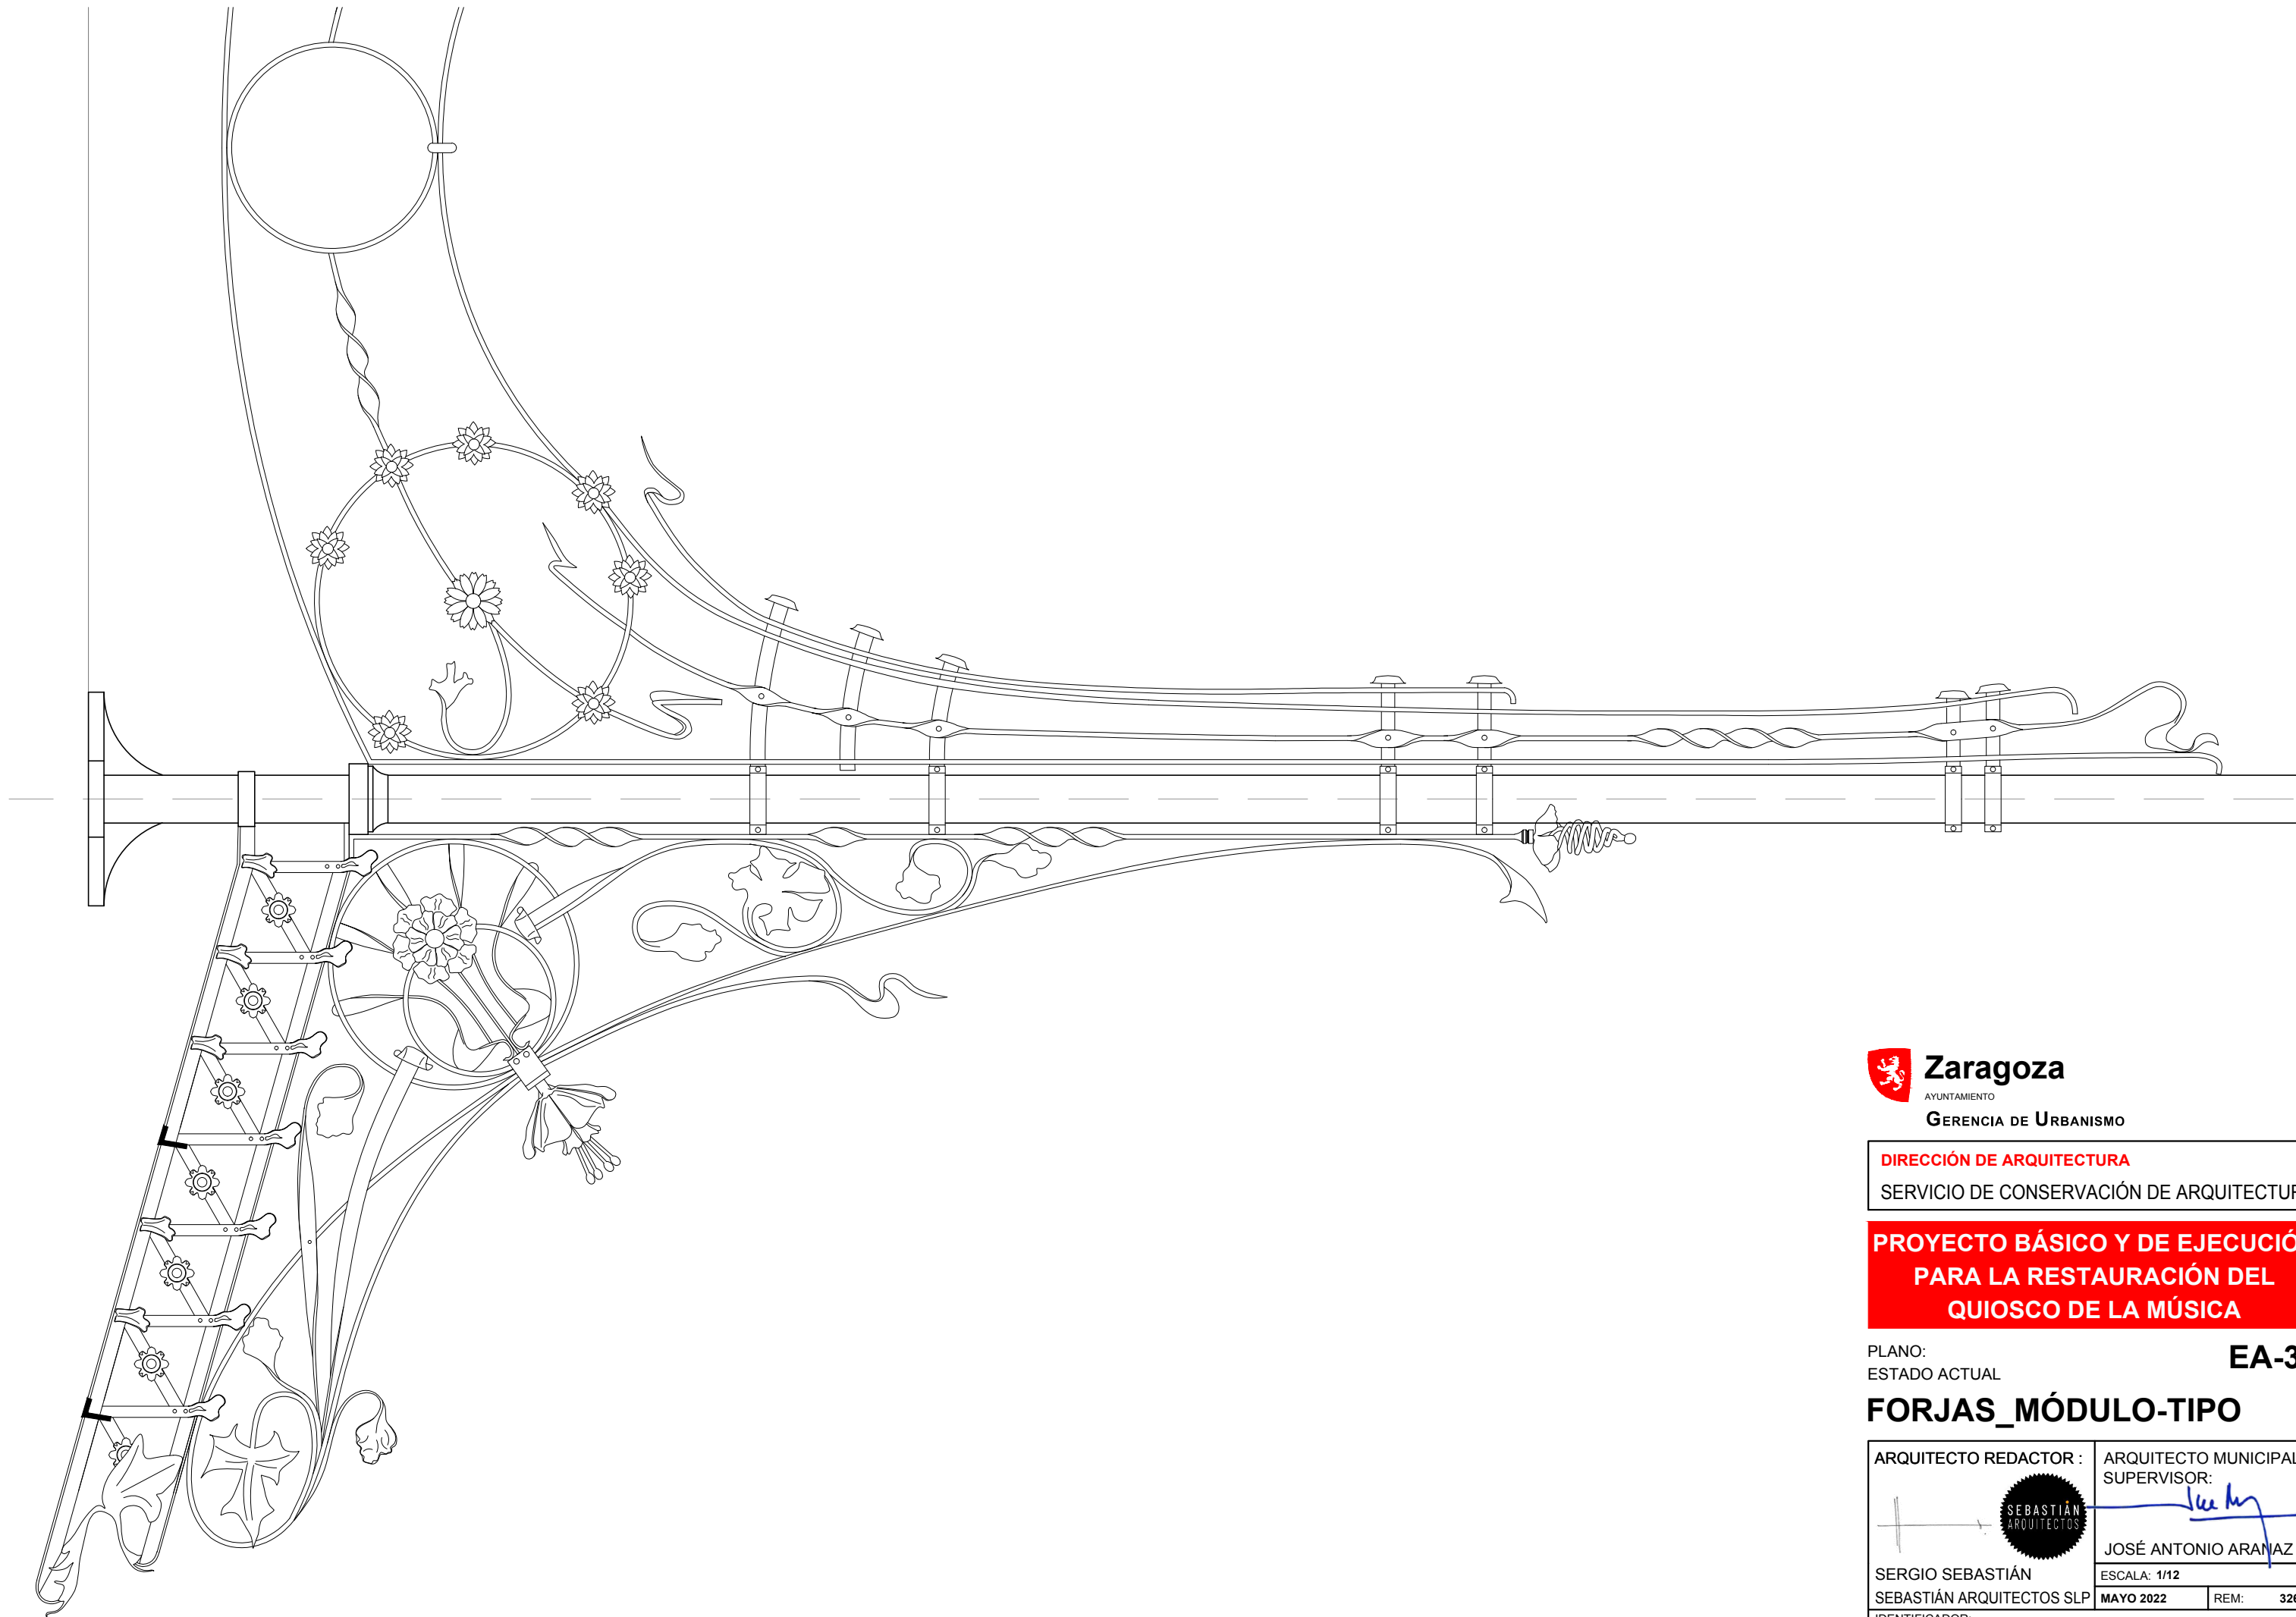 Zaragoza
AYUNTAMIENTO
GERENCIA DE URBANISMO
DIRECCIÓN DE ARQUITECTURA
SERVICIO DE CONSERVACIÓN DE
PROYECTO BÁSICO Y DE
PARA LA RESTAURACIÓN DEL
QUIOSCO DE LA MÚSICA
PLANO:
ESTADO ACTUAL
EA-3
FORJAS_MÓDULO-TIPO
ARQUITECTO REDACTOR :
SEBASTIÁN
ARQUITECTOS
SERGIO SEBASTIÁN
SEBASTIÁN ARQUITECTOS SLP
ARQUITECTO MUNICIPAL
SUPERVISOR:
JOSÉ ANTONIO ARANAZ
ESCALA: 1/12
MAYO 2022
REM: